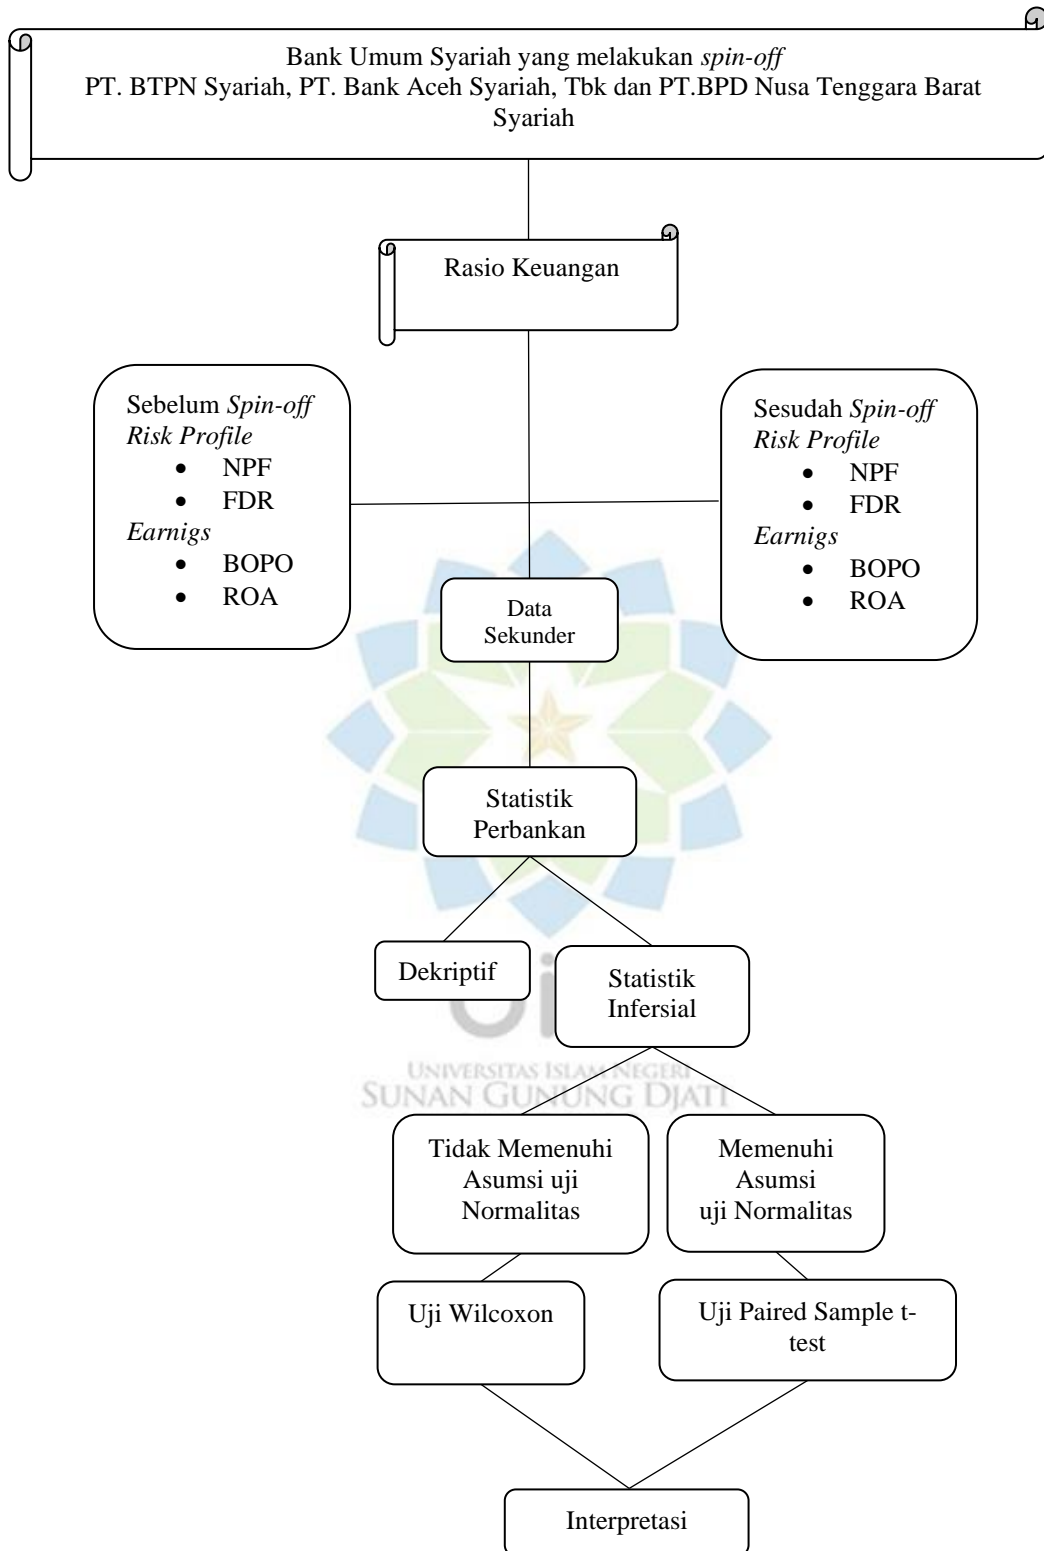 Bank Umum Syariah yang melakukan spin-off
PT. BTPN Syariah, PT. Bank Aceh Syariah, Tbk dan PT.BPD Nusa Tenggara Barat
Syariah
Rasio Keuangan
Sebelum Spin-off
Risk Profile
• NPF
• FDR
Earnigs
• BOPO
• ROA
Sesudah Spin-off
Risk Profile
• NPF
• FDR
Earnigs
• BOPO
• ROA
Data
Sekunder
Statistik
Perbankan
Dekriptif
Statistik
Infersial
UNIVERSITAS ISLAM NEGERI
SUNAN GUNUNG DJATI
Tidak Memenuhi
Asumsi uji
Normalitas
Memenuhi
Asumsi
uji Normalitas
Uji Wilcoxon
Uji Paired Sample t-
test
Interpretasi